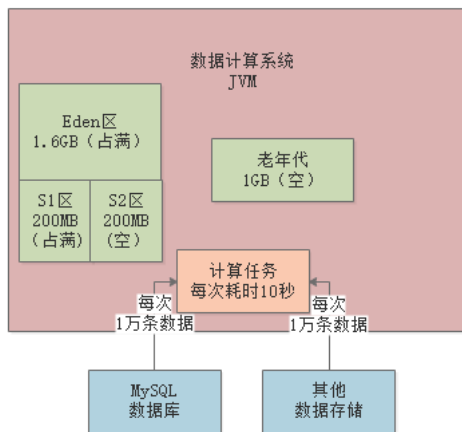 数据计算系统
JVM
Eden区
1.6GB（占满）
老年代
1GB（空）
S1区
200MB
（占满)
S2区
200MB
(空）
计算任务
每次耗时10秒
每次
1万条数据
每次
1万条数据
MySQL
数据库
其他
数据存储